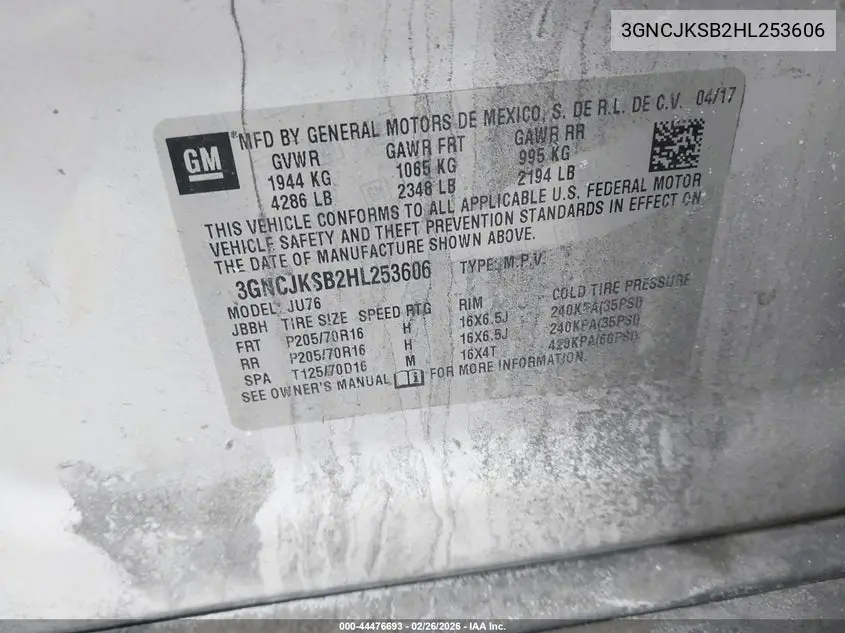 3GNCJKSB2HL253606
GM
*MFD BY GENERAL MOTORS DE MEXICO, S. DE R.L. DE C.V. 04/17
GVWR GAWR FRT GAWR RR
1944 KG 1065 KG 995 KG
4286 LB 2348 LB 2194 LB
THIS VEHICLE CONFORMS TO ALL APPLICABLE U.S. FEDERAL MOTOR
VEHICLE SAFETY AND THEFT PREVENTION STANDARDS IN EFFECT ON
THE DATE OF MANUFACTURE SHOWN ABOVE.
3GNCJKSB2HL253606 TYPE: M.P.V.
MODEL: JU76
JBBH TIRE SIZE SPEED RTG RIM COLD TIRE PRESSURE
FRT P205/70R16 H 16X6.5J 240KPA(35PSI)
RR P205/70R16 H 16X6.5J 240KPA(35PSI)
SPA T125/70D16 M 16X4T 420KPA(60PSI)
SEE OWNER'S MANUAL FOR MORE INFORMATION.
000-44476693 - 02/26/2026 - IAA Inc.